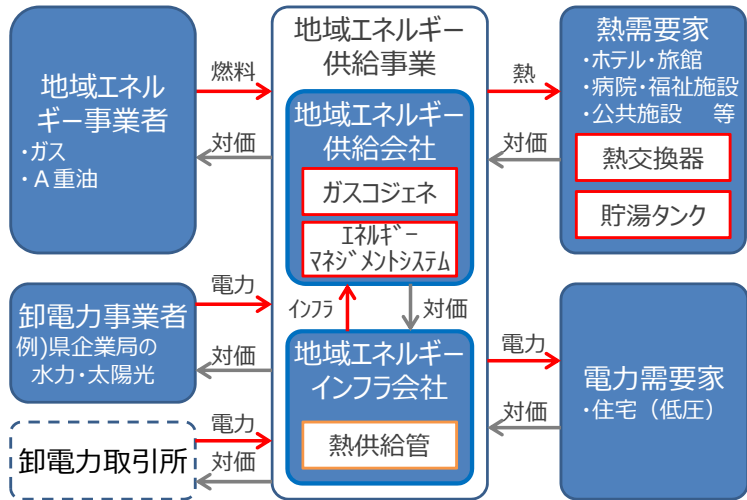 地域エネル
ギー事業者
・ガス
・Ａ重油
燃料
対価
卸電力事業者
例)県企業局の
水力・太陽光
電力
対価
卸電力取引所
電力
対価
地域エネルギー
供給事業
地域エネルギー
供給会社
ガスコジェネ
ｴﾈﾙｷﾞｰ
ﾏﾈｼﾞﾒﾝﾄｼｽﾃﾑ
ｲﾝﾌﾗ
対価
地域エネルギー
インフラ会社
熱供給管
熱
対価
熱需要家
・ホテル・旅館
・病院・福祉施設
・公共施設　等
熱交換器
貯湯タンク
電力
対価
電力需要家
・住宅（低圧）